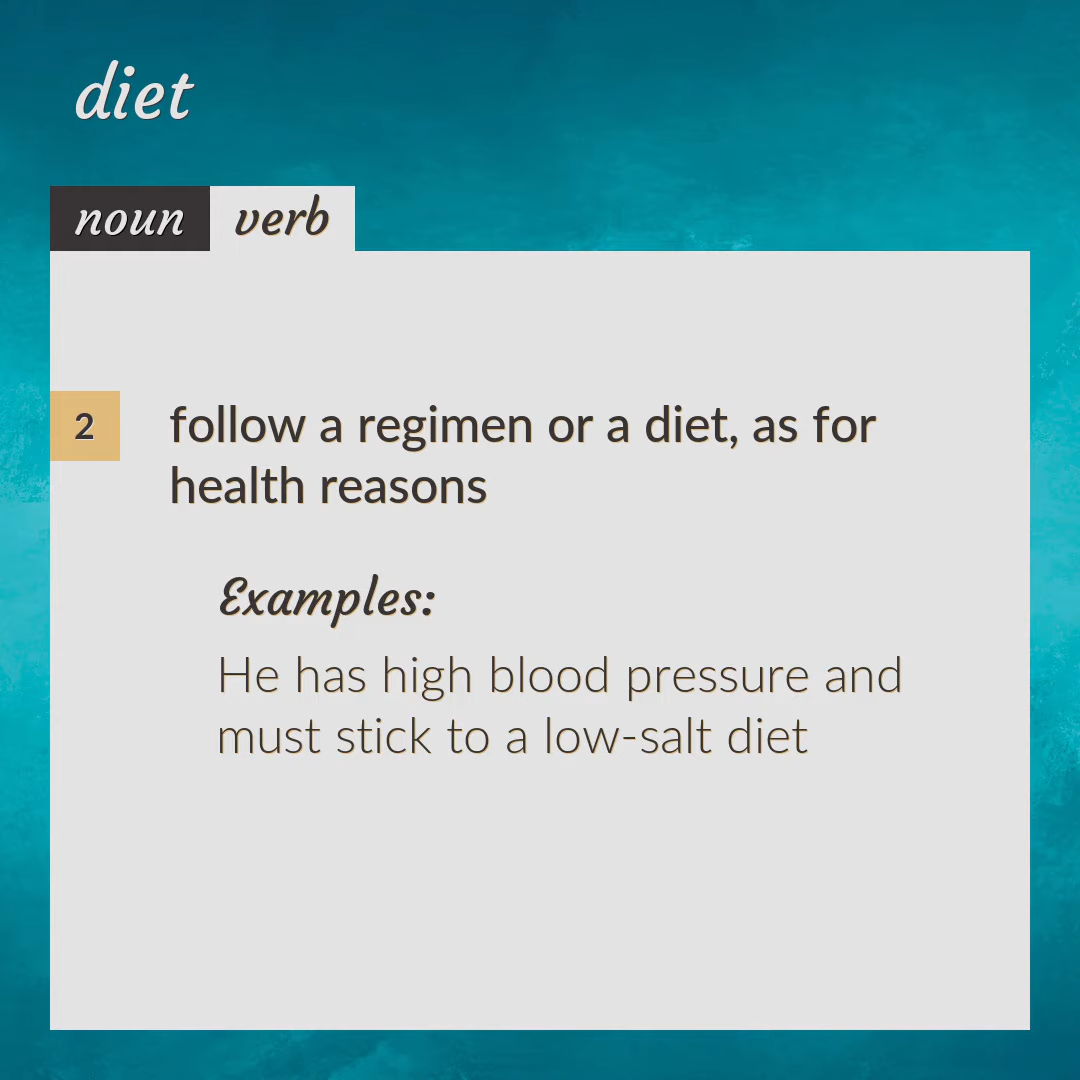 diet
noun verb
2 follow a regimen or a diet, as for
health reasons
Examples:
He has high blood pressure and
must stick to a low-salt diet